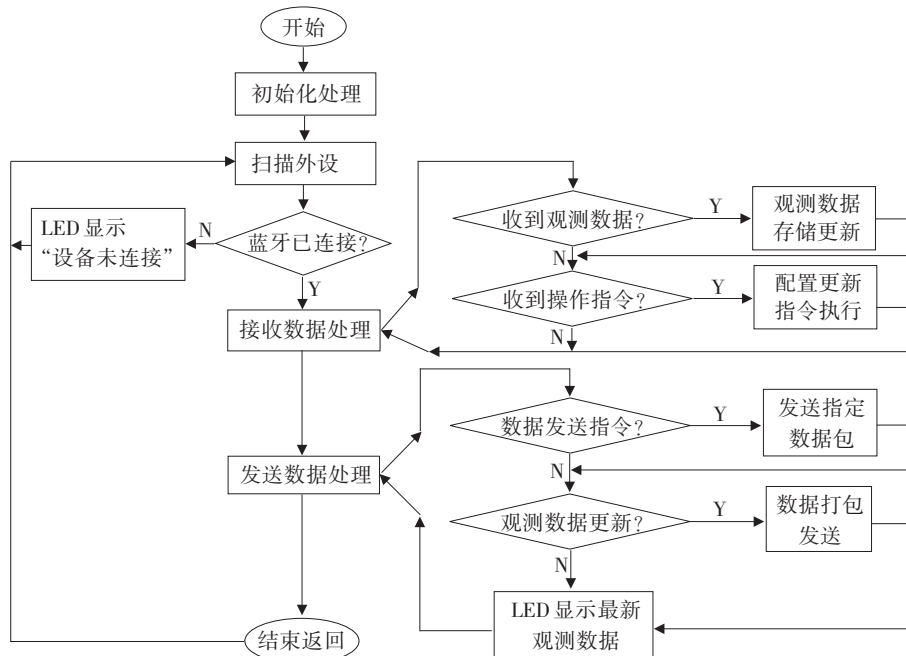 开始
初始化处理
扫描外设
LED 显示
“设备未连接”
N
蓝牙已连接?
Y
接收数据处理
发送数据处理
结束返回
收到观测数据?
Y
观测数据
存储更新
N
收到操作指令?
Y
配置更新
指令执行
N
数据发送指令?
Y
发送指定
数据包
N
观测数据更新?
Y
数据打包
发送
N
LED 显示最新
观测数据